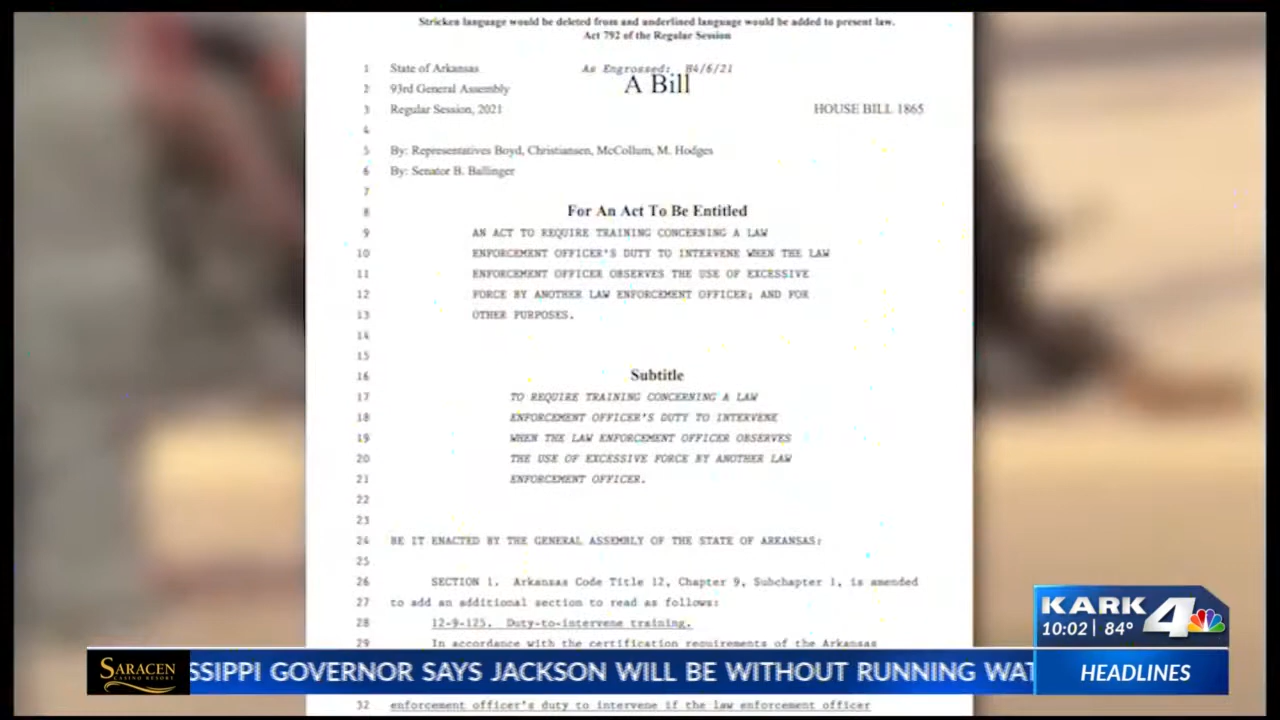 Stricken language would be deleted from and underlined language would be added to present law.
Act 792 of the Regular Session
1 State of Arkansas As Engrossed: H4/6/21
2 93rd General Assembly A Bill
3 Regular Session, 2021 HOUSE BILL 1865
4
5 By: Representatives Boyd, Christiansen, McCollum, M. Hodges
6 By: Senator B. Ballinger
7
8 For An Act To Be Entitled
9 AN ACT TO REQUIRE TRAINING CONCERNING A LAW
10 ENFORCEMENT OFFICER'S DUTY TO INTERVENE WHEN THE LAW
11 ENFORCEMENT OFFICER OBSERVES THE USE OF EXCESSIVE
12 FORCE BY ANOTHER LAW ENFORCEMENT OFFICER; AND FOR
13 OTHER PURPOSES.
14
15
16 Subtitle
17 TO REQUIRE TRAINING CONCERNING A LAW
18 ENFORCEMENT OFFICER'S DUTY TO INTERVENE
19 WHEN THE LAW ENFORCEMENT OFFICER OBSERVES
20 THE USE OF EXCESSIVE FORCE BY ANOTHER LAW
21 ENFORCEMENT OFFICER.
22
23
24 BE IT ENACTED BY THE GENERAL ASSEMBLY OF THE STATE OF ARKANSAS:
25
26 SECTION 1. Arkansas Code Title 12, Chapter 9, Subchapter 1, is amended
27 to add an additional section to read as follows:
28 12-9-125. Duty-to-intervene training.
29 In accordance with the certification requirements of the Arkansas
32 enforcement officer's duty to intervene if the law enforcement officer
KARK 4
10:02 | 84°
SARACEN
CASINO RESORT
SSIPPI GOVERNOR SAYS JACKSON WILL BE WITHOUT RUNNING WAT
HEADLINES